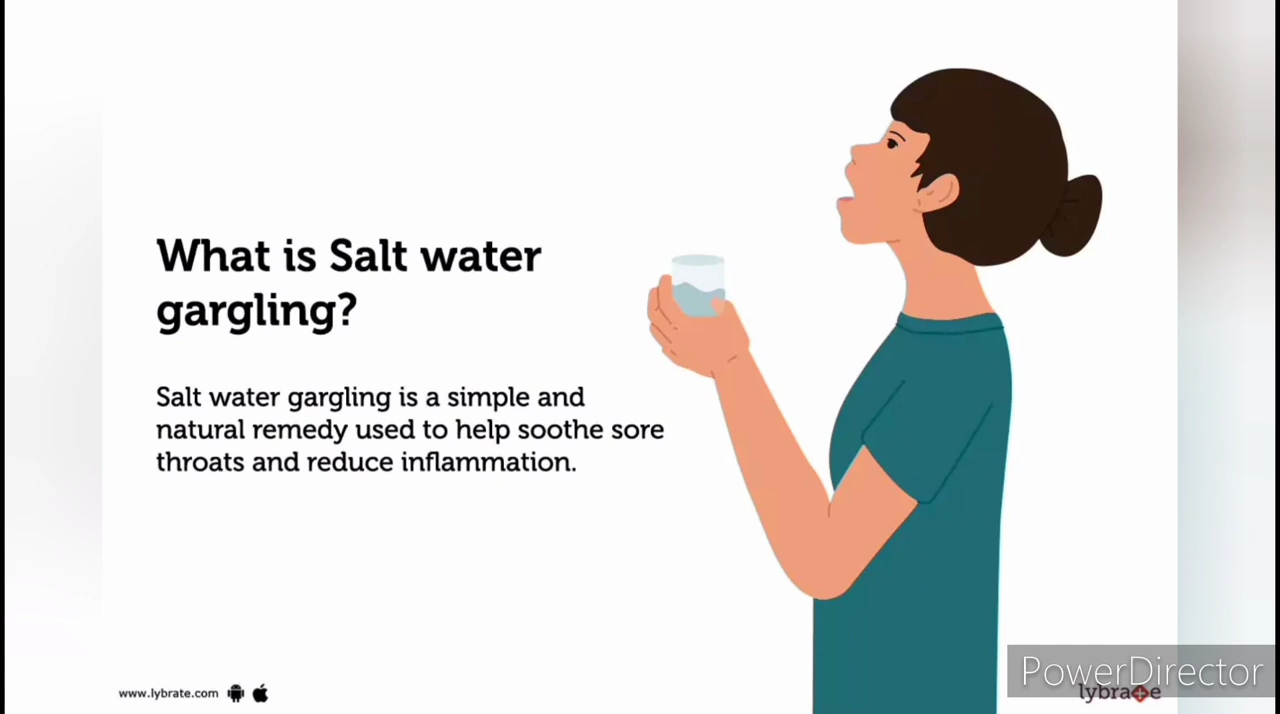 What is Salt water
gargling?
Salt water gargling is a simple and
natural remedy used to help soothe sore
throats and reduce inflammation.
www.lybrate.com
PowerDirector
lybrate